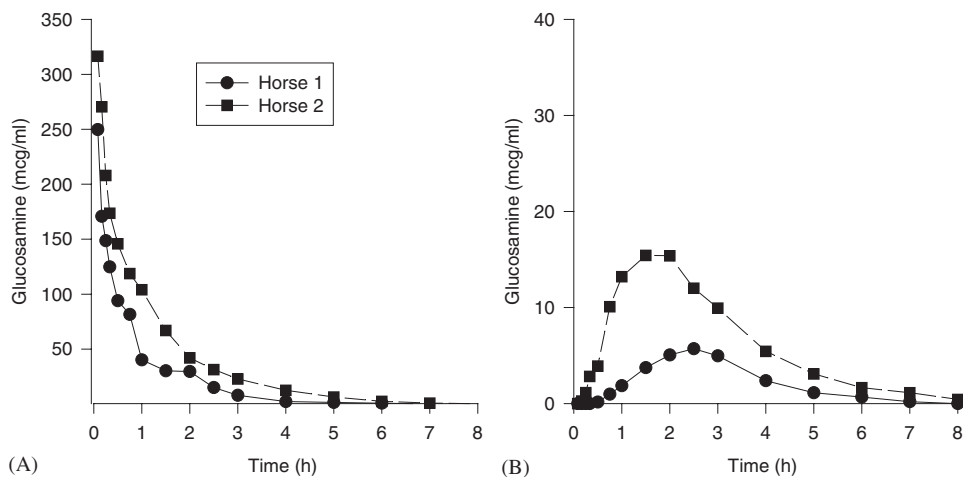 350
300
250
200
150
100
50
Glucosamine (mcg/ml)
0 1 2 3 4 5 6 7 8
Time (h)
(A)
Horse 1
Horse 2
40
30
20
10
0
Glucosamine (mcg/ml)
0 1 2 3 4 5 6 7 8
Time (h)
(B)